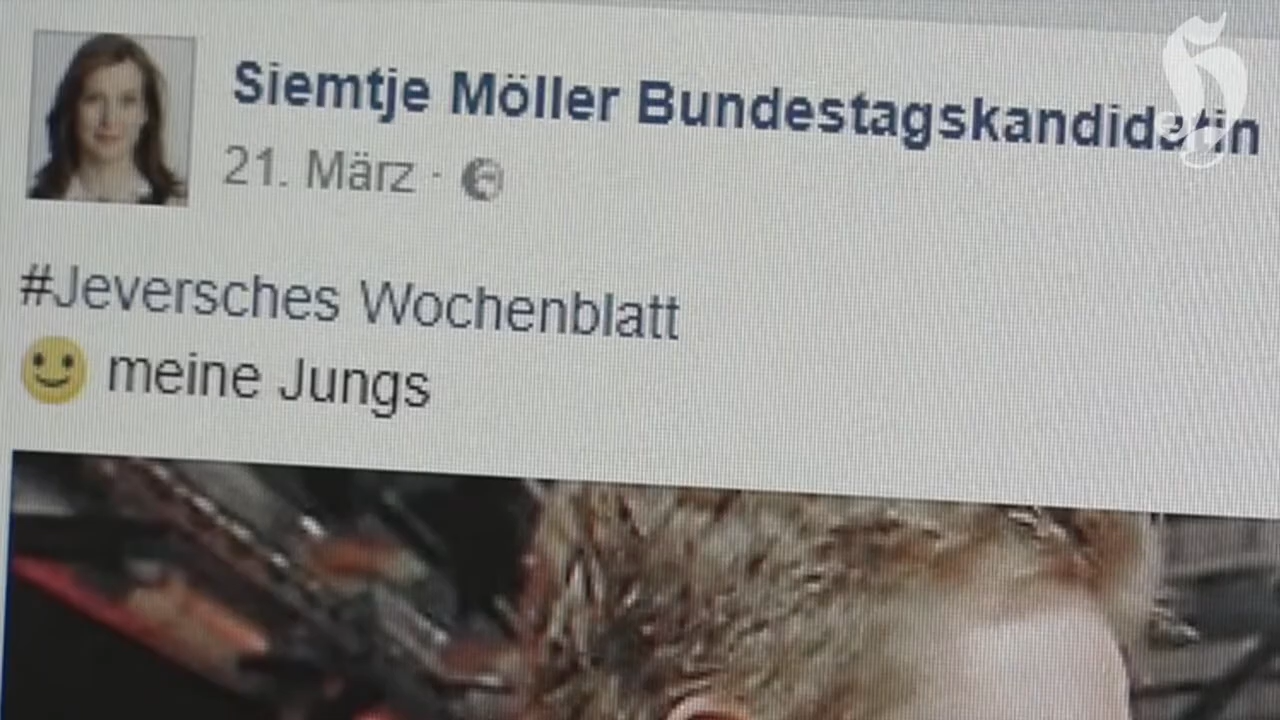 Siemtje Möller Bundestagskandidatin
21. März ·
#Jeversches Wochenblatt
🙂 meine Jungs